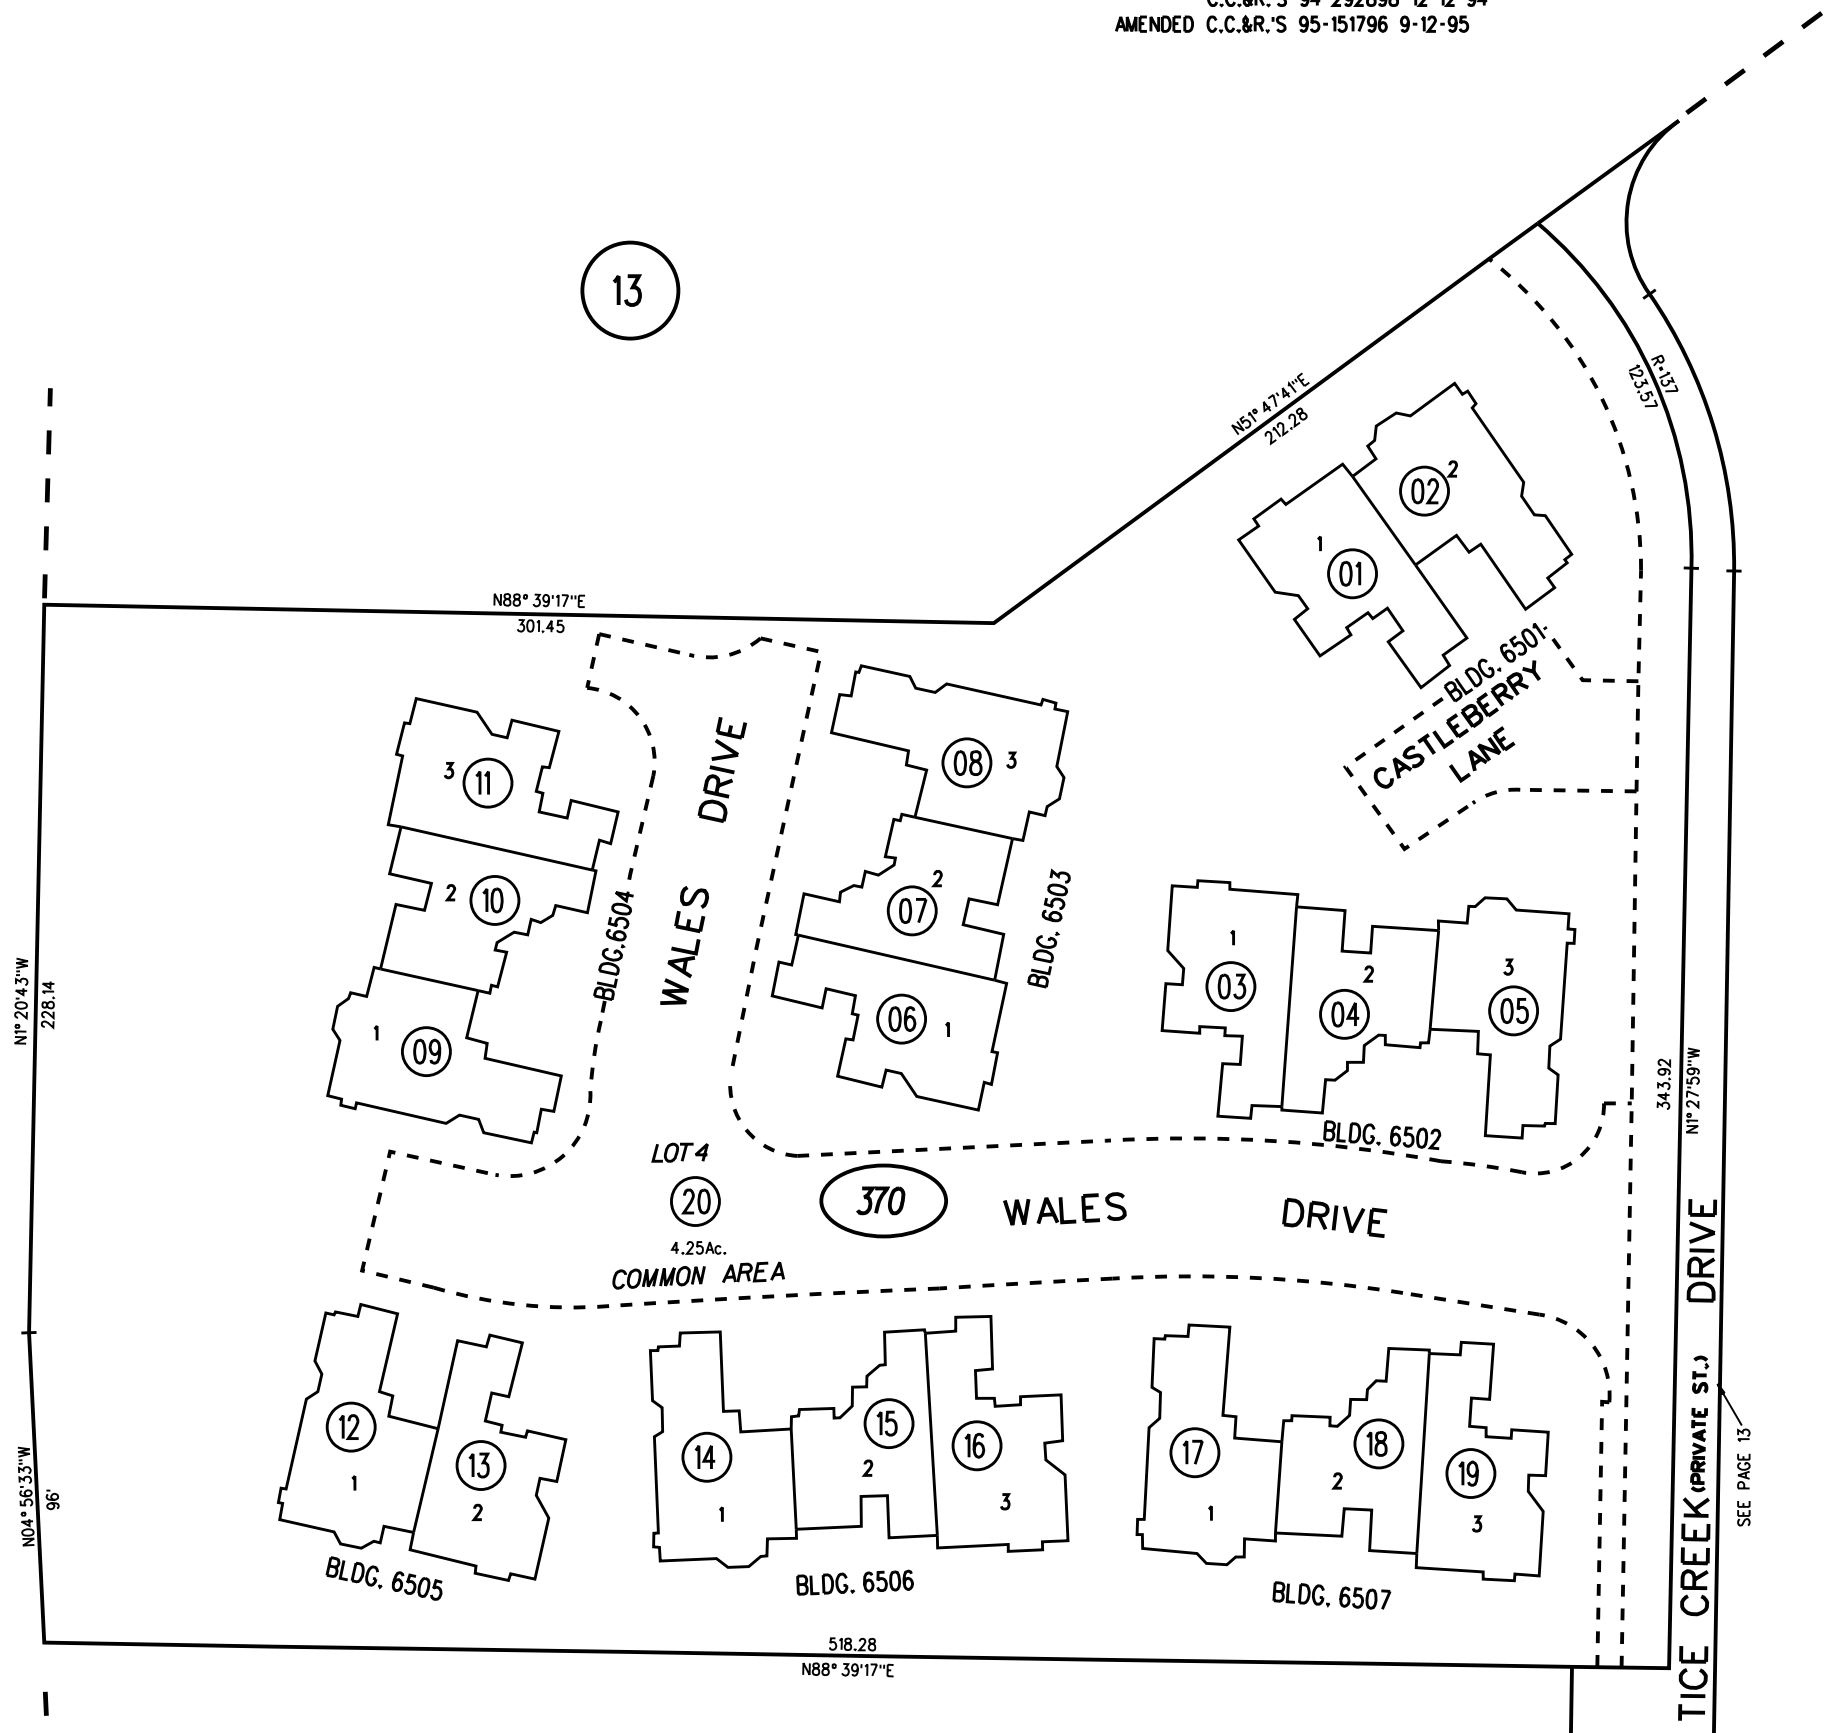 C.C.&R.'S 94-292898 12-12-94
AMENDED C.C.&R.'S 95-151796 9-12-95
13
R=137
123.57
N51° 47'41"E
212.28
02
2
1
01
N88° 39'17"E
301.45
BLDG. 6501
CASTLEBERRY
LANE
WALES DRIVE
08
3
3
11
2
10
2
07
BLDG. 6504
BLDG. 6503
1
03
2
04
3
05
06
1
1
09
N1° 20'43"W
228.14
343.92
N1° 27'59"W
BLDG. 6502
LOT 4
20
4.25Ac.
COMMON AREA
370
WALES DRIVE
12
1
13
2
14
1
15
2
16
3
17
1
18
2
19
3
N04° 56'33"W
96'
BLDG. 6505
BLDG. 6506
BLDG. 6507
TICE CREEK (PRIVATE ST.) DRIVE
SEE PAGE 13
518.28
N88° 39'17"E